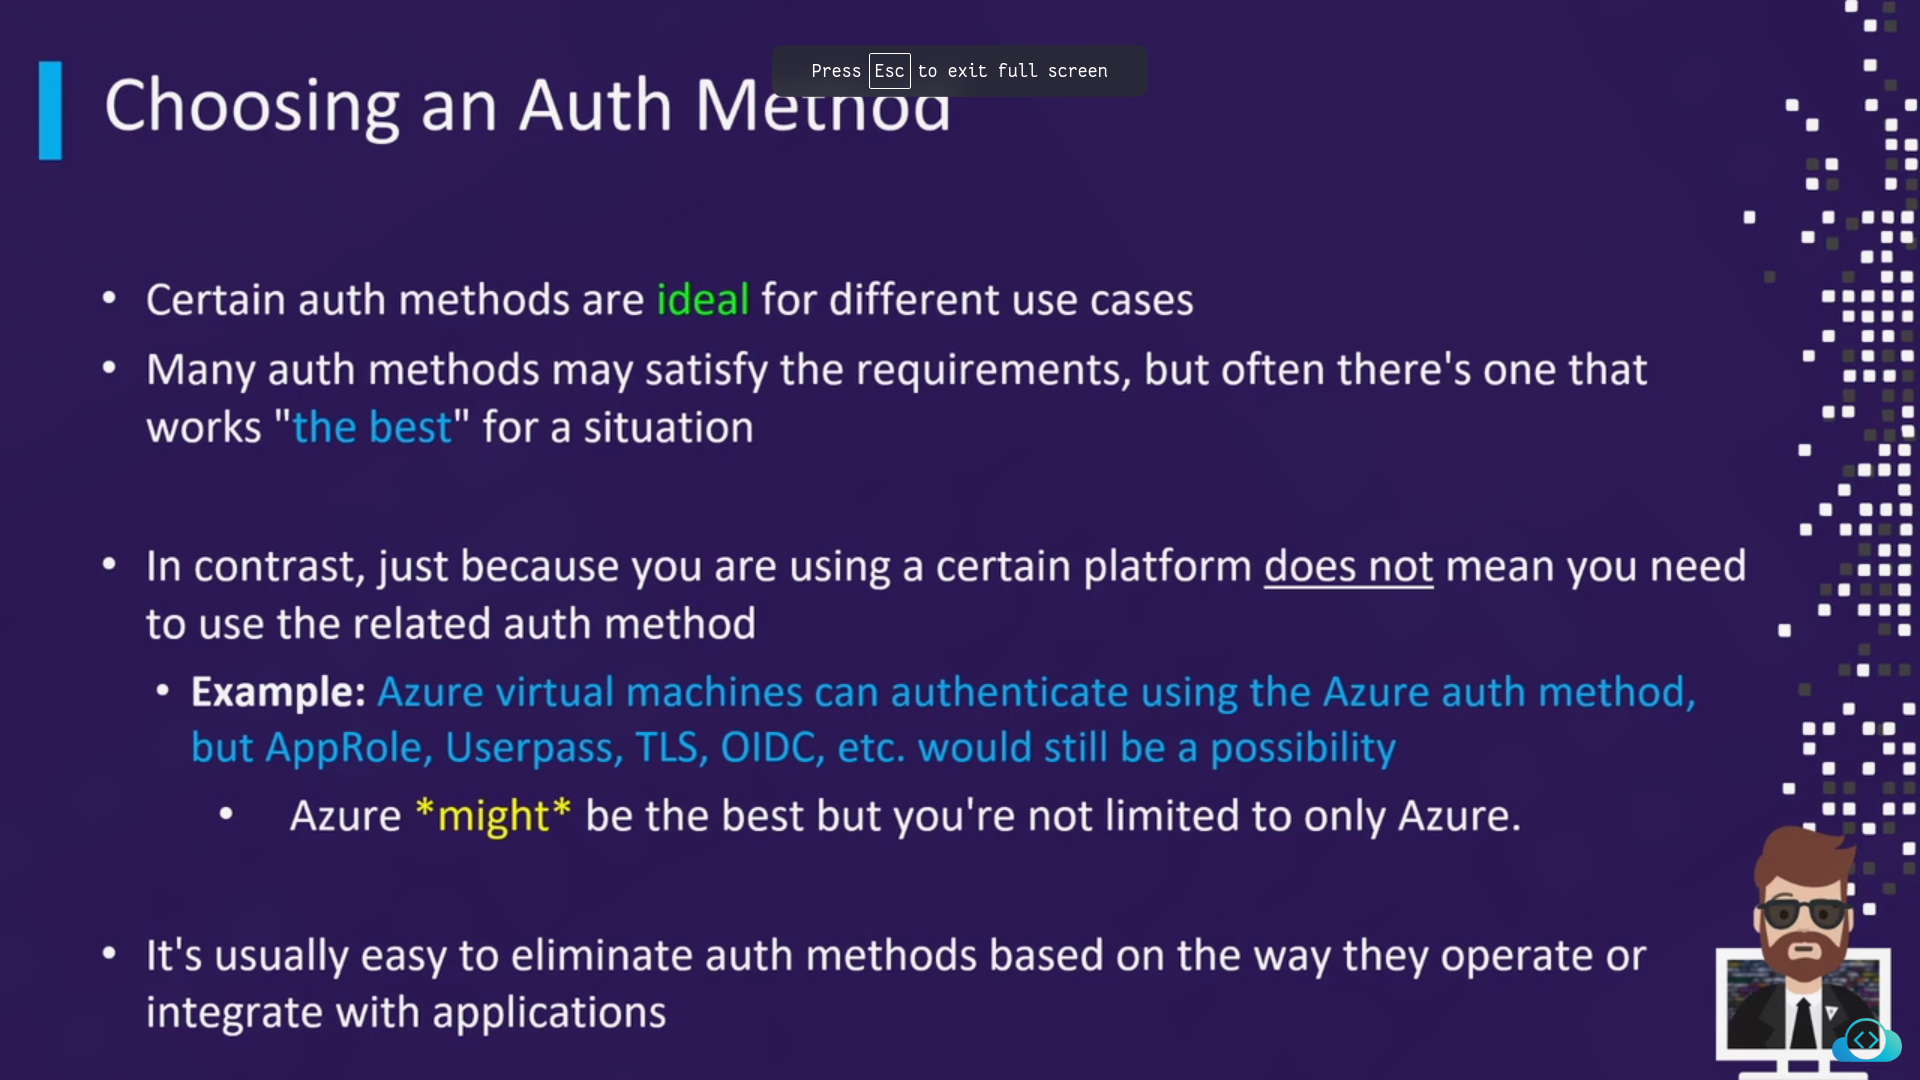 Press Esc to exit full screen
Choosing an Auth Method
• Certain auth methods are ideal for different use cases
• Many auth methods may satisfy the requirements, but often there's one that
works "the best" for a situation
• In contrast, just because you are using a certain platform does not mean you need
to use the related auth method
• Example: Azure virtual machines can authenticate using the Azure auth method,
but AppRole, Userpass, TLS, OIDC, etc. would still be a possibility
• Azure *might* be the best but you're not limited to only Azure.
• It's usually easy to eliminate auth methods based on the way they operate or
integrate with applications